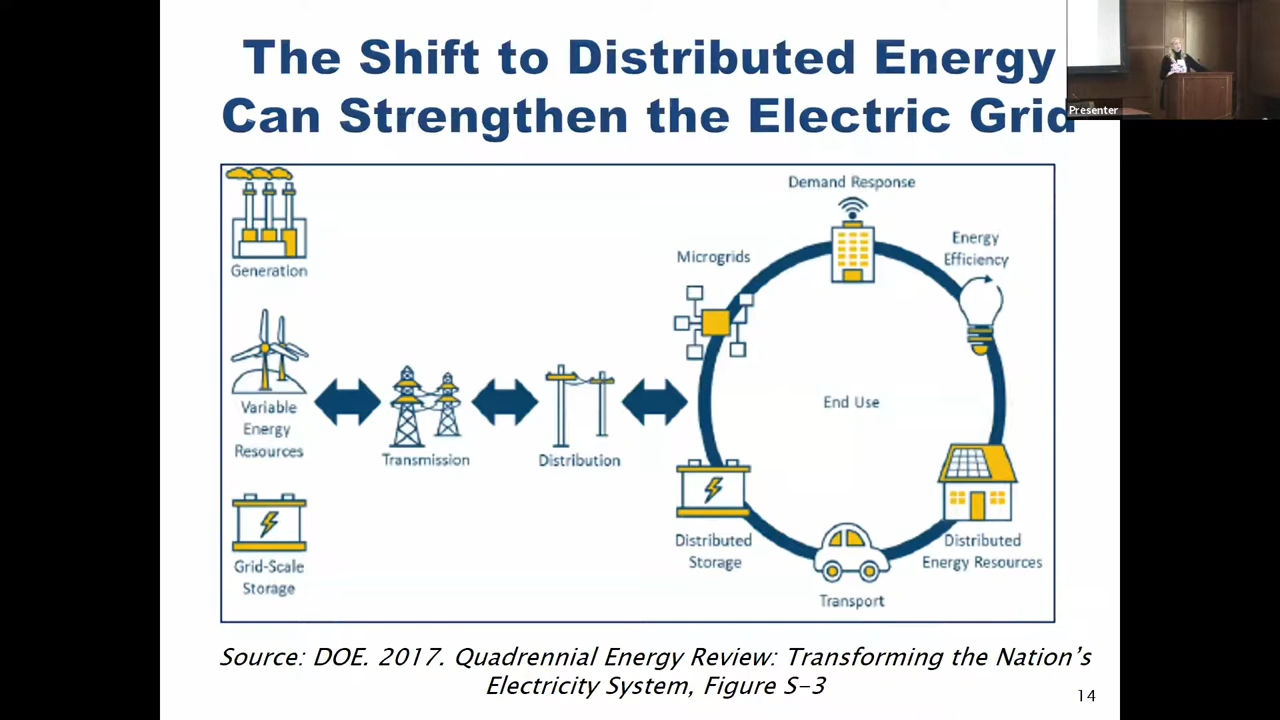 The Shift to Distributed Energy
Can Strengthen the Electric Grid
Presenter
Generation
Variable
Energy
Resources
Grid-Scale
Storage
Transmission
Distribution
Demand Response
Energy
Efficiency
Microgrids
End Use
Distributed
Storage
Transport
Distributed
Energy Resources
Source: DOE. 2017. Quadrennial Energy Review: Transforming the Nation's
Electricity System, Figure S-3
14